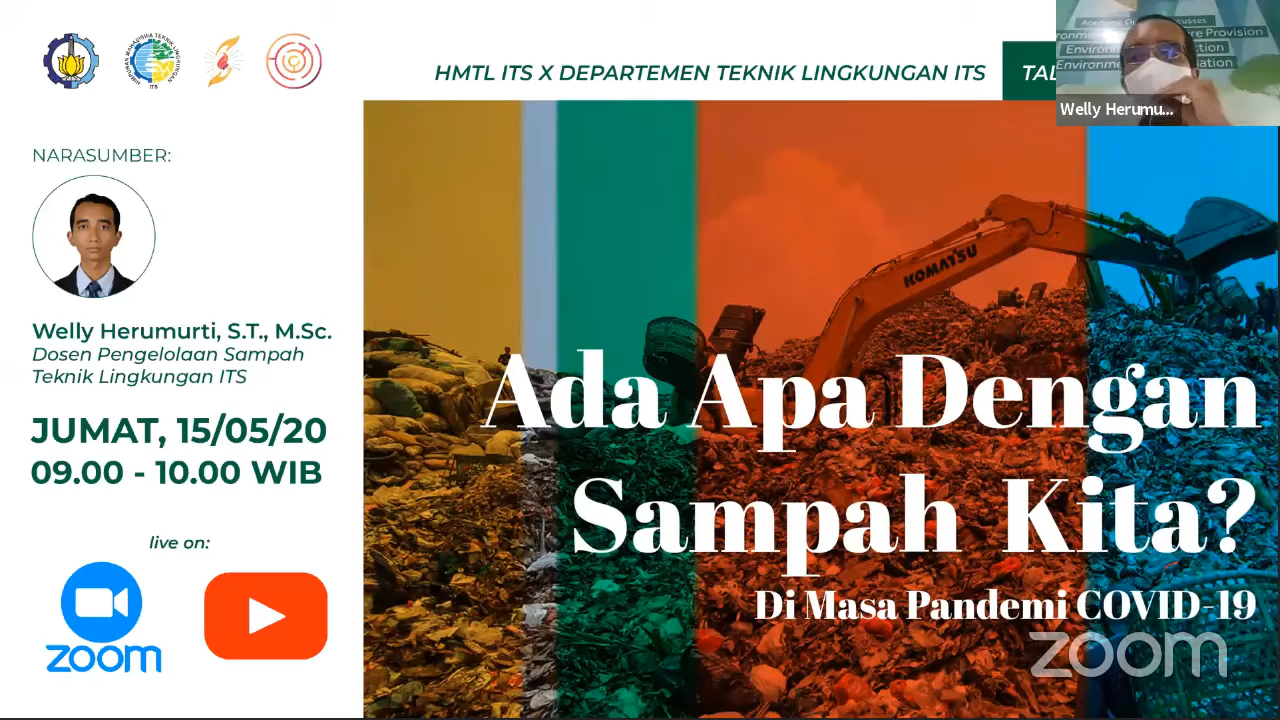 HMTL ITS X DEPARTEMEN TEKNIK LINGKUNGAN ITS
Welly Herumu...
NARASUMBER:
Welly Herumurti, S.T., M.Sc.
Dosen Pengelolaan Sampah
Teknik Lingkungan ITS
JUMAT, 15/05/20
09.00 - 10.00 WIB
live on:
zoom
KOMATSU
Ada Apa Dengan
Sampah Kita?
Di Masa Pandemi COVID-19
zoom